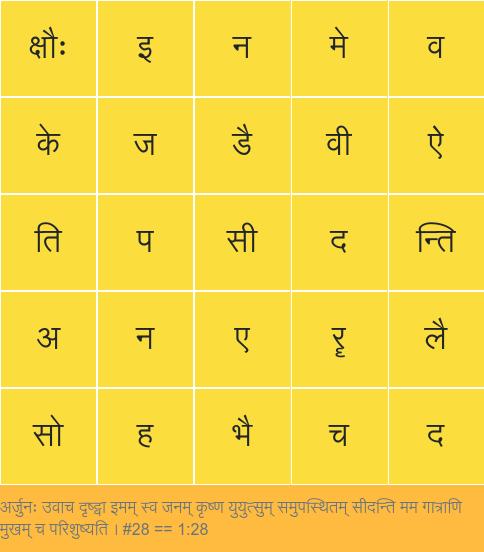 क्षौः इ न मे व
के ज डै वी ऐ
ति प सी द न्ति
अ न ए रॄ लै
सो ह भै च द
अर्जुनः उवाच दृष्ट्वा इमम् स्व जनम् कृष्ण युयुत्सुम् समुपस्थितम् सीदन्ति मम गात्राणि
मुखम् च परिशुष्यति । #28 == 1:28